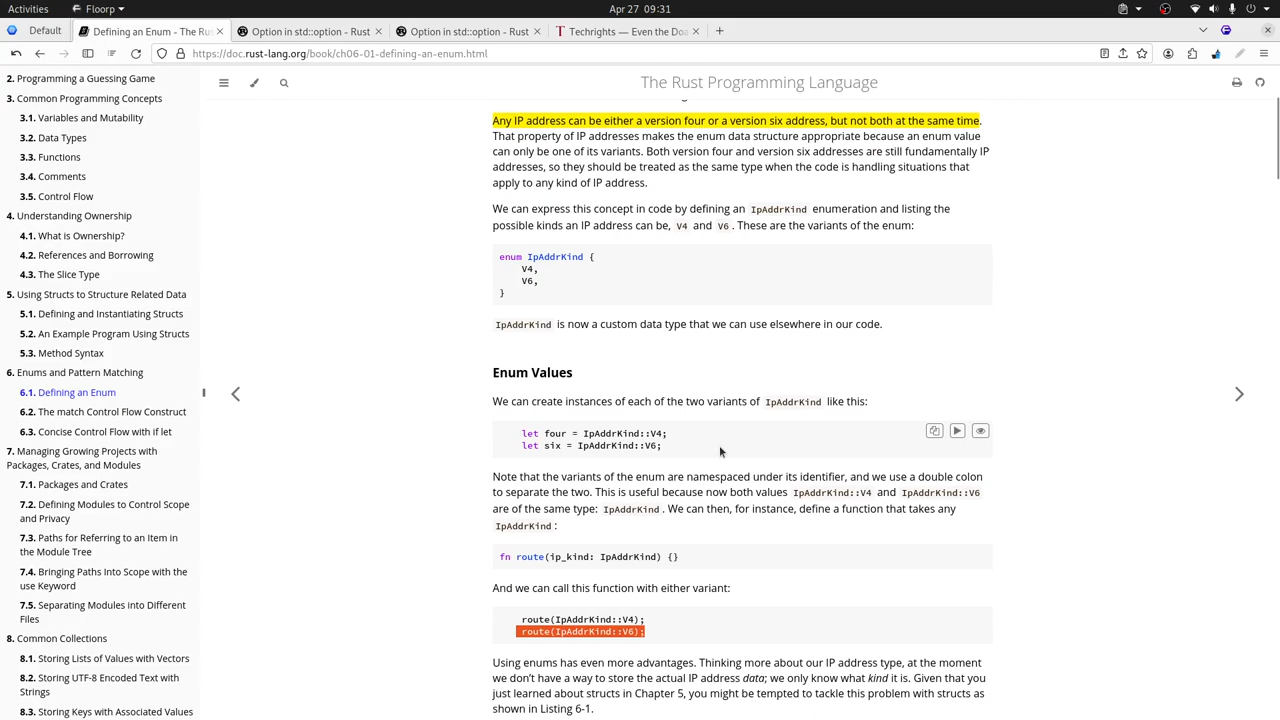 Activities
Floorp
Apr 27 09:31
Default
Defining an Enum - The Rus
Option in std::option - Rust
Option in std::option - Rust
Techrights — Even the Doa
https://doc.rust-lang.org/book/ch06-01-defining-an-enum.html
2. Programming a Guessing Game
3. Common Programming Concepts
3.1. Variables and Mutability
3.2. Data Types
3.3. Functions
3.4. Comments
3.5. Control Flow
4. Understanding Ownership
4.1. What is Ownership?
4.2. References and Borrowing
4.3. The Slice Type
5. Using Structs to Structure Related Data
5.1. Defining and Instantiating Structs
5.2. An Example Program Using Structs
5.3. Method Syntax
6. Enums and Pattern Matching
6.1. Defining an Enum
6.2. The match Control Flow Construct
6.3. Concise Control Flow with if let
7. Managing Growing Projects with
Packages, Crates, and Modules
7.1. Packages and Crates
7.2. Defining Modules to Control Scope
and Privacy
7.3. Paths for Referring to an Item in
the Module Tree
7.4. Bringing Paths Into Scope with the
use Keyword
7.5. Separating Modules into Different
Files
8. Common Collections
8.1. Storing Lists of Values with Vectors
8.2. Storing UTF-8 Encoded Text with
Strings
8.3. Storing Keys with Associated Values
The Rust Programming Language
Any IP address can be either a version four or a version six address, but not both at the same time.
That property of IP addresses makes the enum data structure appropriate because an enum value
can only be one of its variants. Both version four and version six addresses are still fundamentally IP
addresses, so they should be treated as the same type when the code is handling situations that
apply to any kind of IP address.
We can express this concept in code by defining an IpAddrKind enumeration and listing the
possible kinds an IP address can be, V4 and V6. These are the variants of the enum:
enum IpAddrKind {
V4,
V6,
}
IpAddrKind is now a custom data type that we can use elsewhere in our code.
Enum Values
We can create instances of each of the two variants of IpAddrKind like this:
let four = IpAddrKind::V4;
let six = IpAddrKind::V6;
Note that the variants of the enum are namespaced under its identifier, and we use a double colon
to separate the two. This is useful because now both values IpAddrKind::V4 and IpAddrKind::V6
are of the same type: IpAddrKind. We can then, for instance, define a function that takes any
IpAddrKind:
fn route(ip_kind: IpAddrKind) {}
And we can call this function with either variant:
route(IpAddrKind::V4);
route(IpAddrKind::V6);
Using enums has even more advantages. Thinking more about our IP address type, at the moment
we don't have a way to store the actual IP address data; we only know what kind it is. Given that you
just learned about structs in Chapter 5, you might be tempted to tackle this problem with structs as
shown in Listing 6-1.